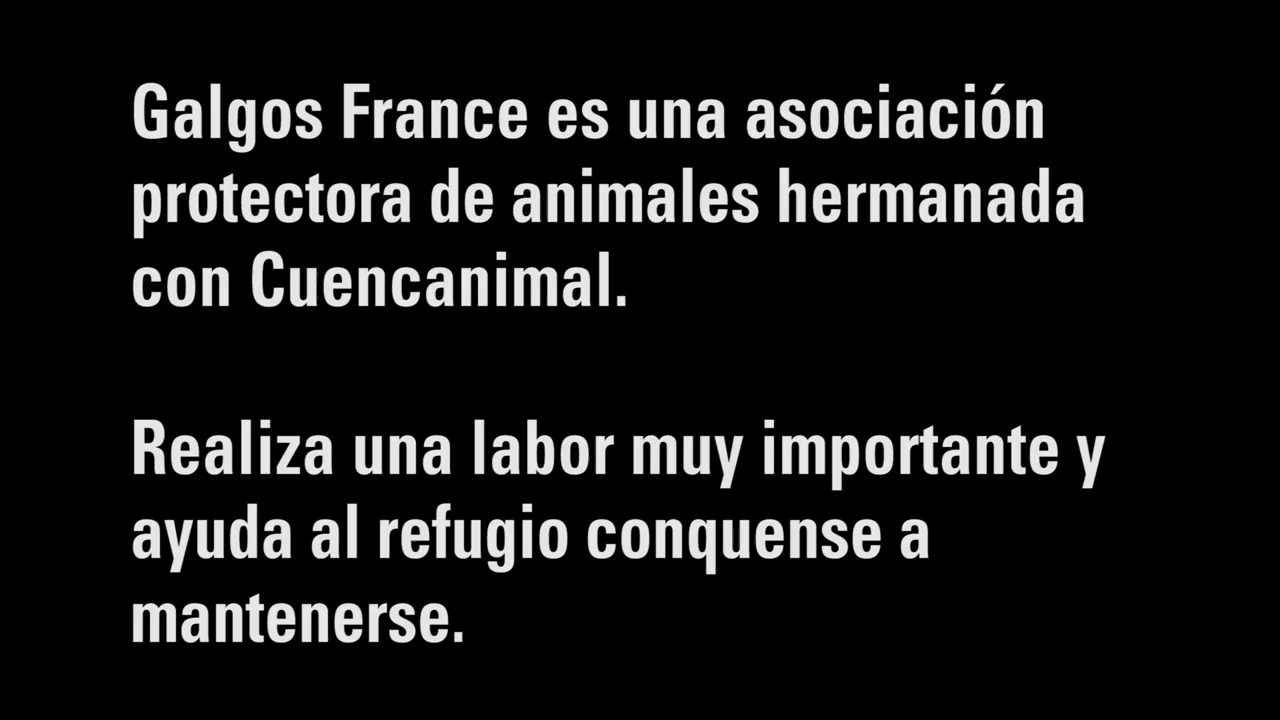 Galgos France es una asociación
protectora de animales hermanada
con Cuencanimal.
Realiza una labor muy importante y
ayuda al refugio conquense a
mantenerse.